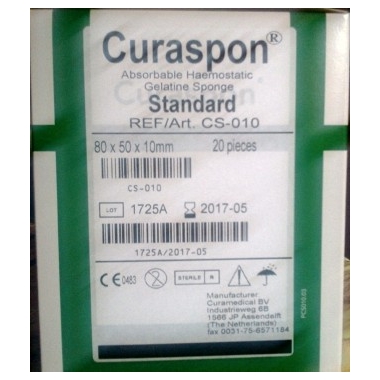 Curaspon®
Absorbable Haemostatic
Gelatine Sponge
Standard
REF/Art. CS-010
80 x 50 x 10mm 20 pieces
CS-010
LOT 1725A 2017-05
1725A/2017-05
CE 0483 2 STERILE R
Manufacturer
Curamedical BV
Industrieweg 6B
1566 JP Assendelft
(The Netherlands)
fax 0031-75-6571184